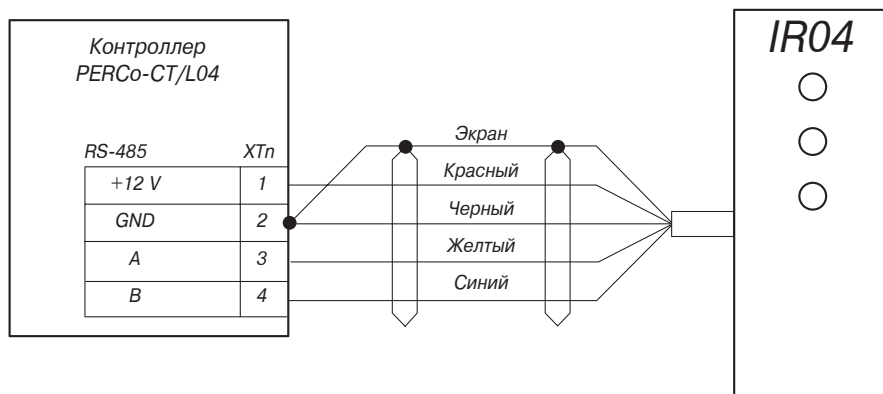 Контроллер
PERCo-CT/L04
IR04
RS-485 XTn
+12 V 1
GND 2
A 3
B 4
Экран
Красный
Черный
Желтый
Синий